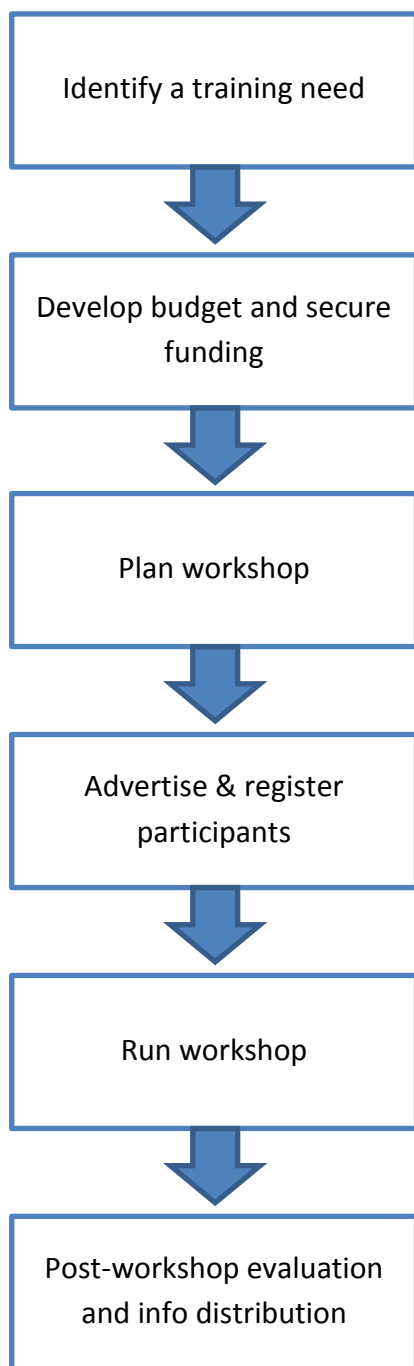 Identify a training need
Develop budget and secure
funding
Plan workshop
Advertise & register
participants
Run workshop
Post-workshop evaluation
and info distribution